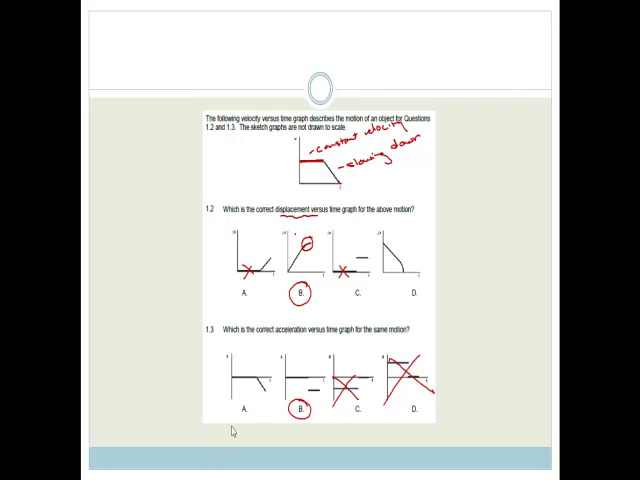 The following velocity versus time graph describes the motion of an object for Questions
1.2 and 1.3. The sketch graphs are not drawn to scale.
-constant velocity
-slowing down
v
t
1.2 Which is the correct displacement versus time graph for the above motion?
A. B. C. D.
1.3 Which is the correct acceleration versus time graph for the same motion?
A. B. C. D.